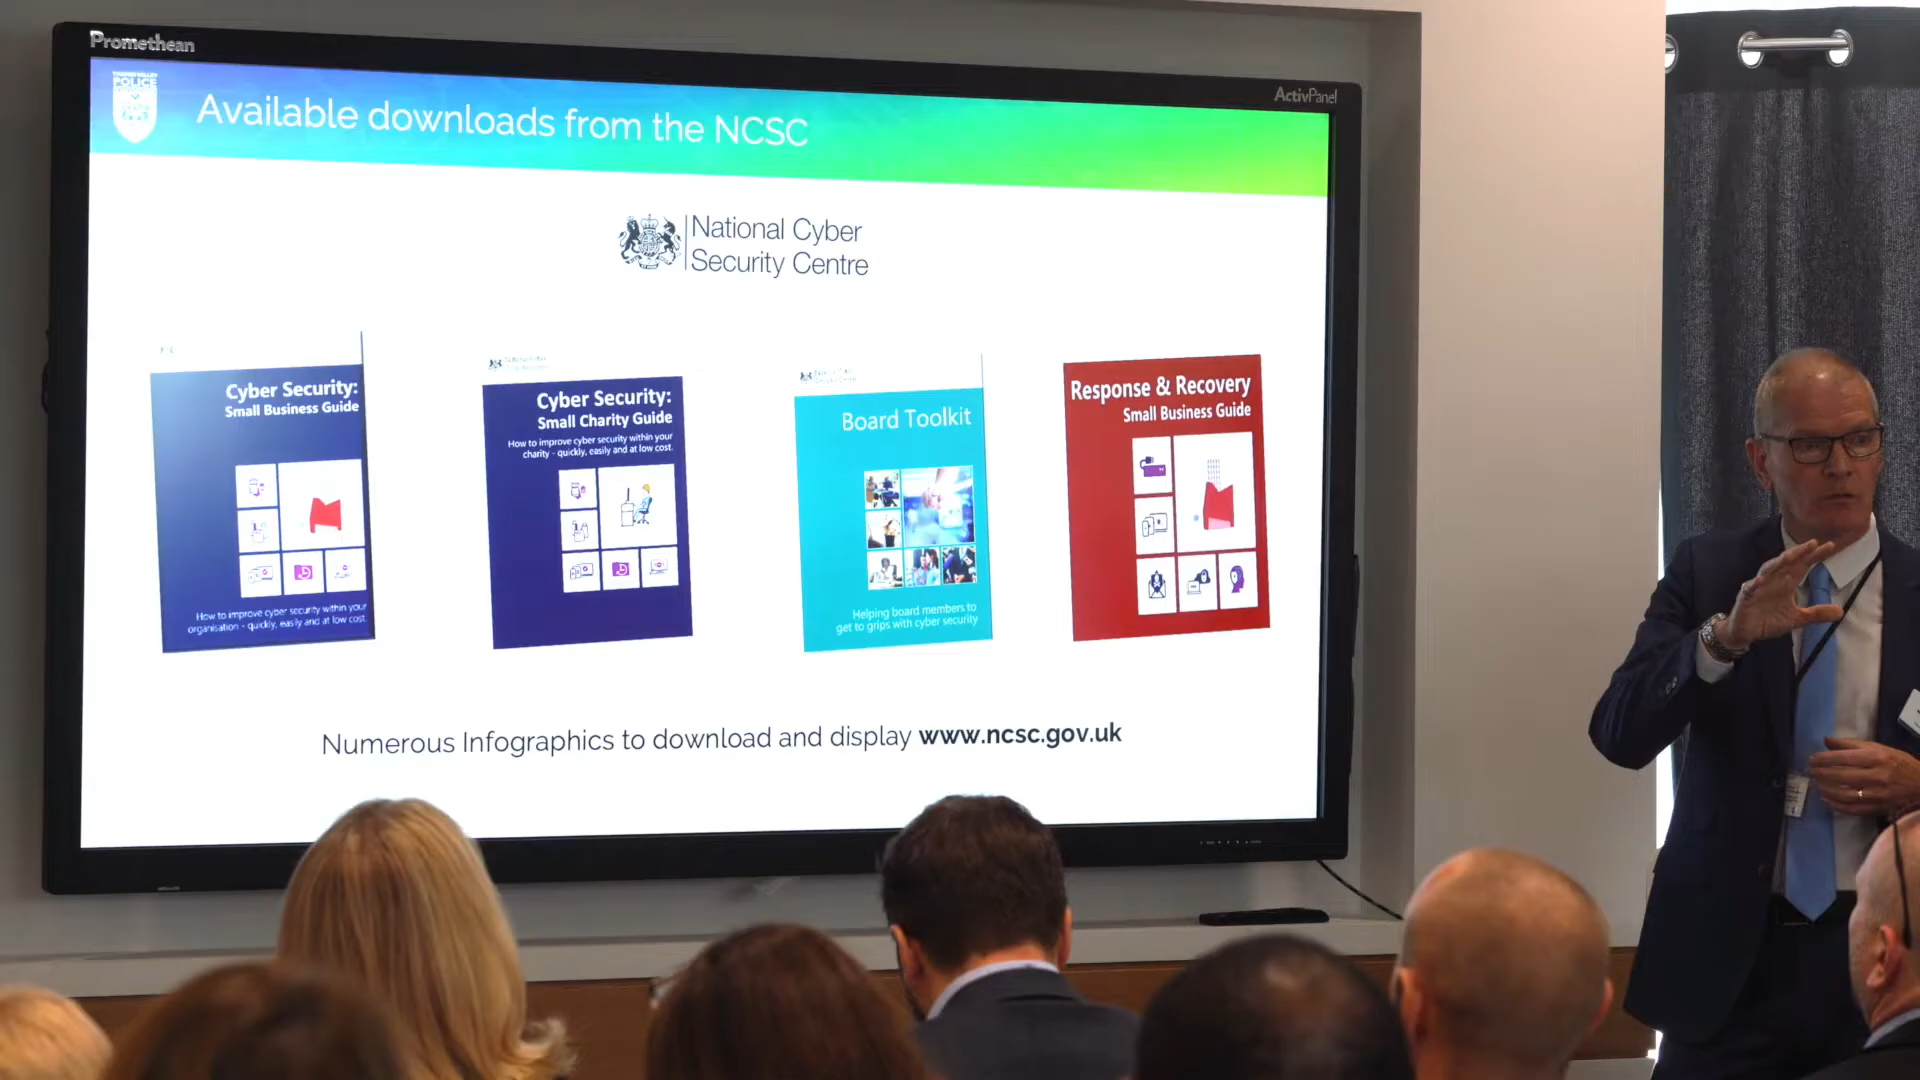 Promethean
ActivPanel
THAMES VALLEY
POLICE
Available downloads from the NCSC
National Cyber
Security Centre
Cyber Security:
Small Business Guide
How to improve cyber security within your
organisation - quickly, easily and at low cost.
Cyber Security:
Small Charity Guide
How to improve cyber security within your
charity - quickly, easily and at low cost.
Board Toolkit
Helping board members to
get to grips with cyber security
Response & Recovery
Small Business Guide
Numerous Infographics to download and display www.ncsc.gov.uk